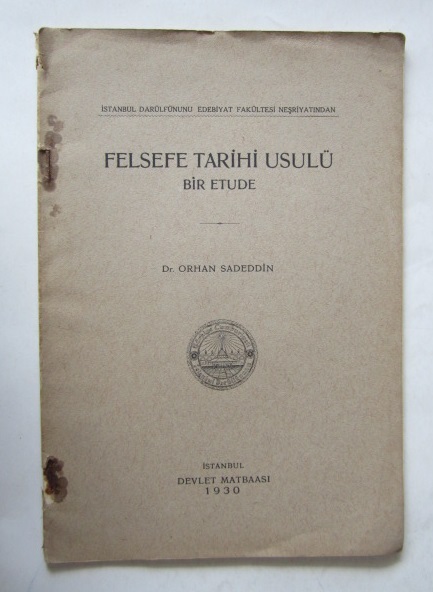 İSTANBUL DARÜLFÜNUNU EDEBİYAT FAKÜLTESİ NEŞRİYATINDAN
FELSEFE TARİHİ USULÜ
BİR ETUDE
Dr. ORHAN SADEDDİN
İSTANBUL
DEVLET MATBAASI
1930